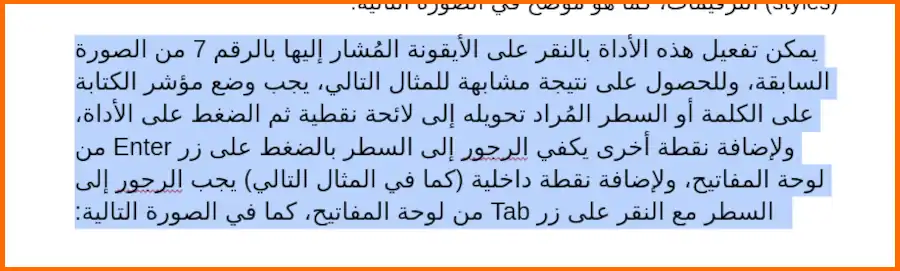 (styles) الترقيمات، كما هو موضح في الصورة التالية:
يمكن تفعيل هذه الأداة بالنقر على الأيقونة المُشار إليها بالرقم 7 من الصورة
السابقة، وللحصول على نتيجة مشابهة للمثال التالي، يجب وضع مؤشر الكتابة
على الكلمة أو السطر المُراد تحويله إلى لائحة نقطية ثم الضغط على الأداة،
ولإضافة نقطة أخرى يكفي الرجور إلى السطر بالضغط على زر Enter من
لوحة المفاتيح، ولإضافة نقطة داخلية (كما في المثال التالي) يجب الرجور إلى
السطر مع النقر على زر Tab من لوحة المفاتيح، كما في الصورة التالية: